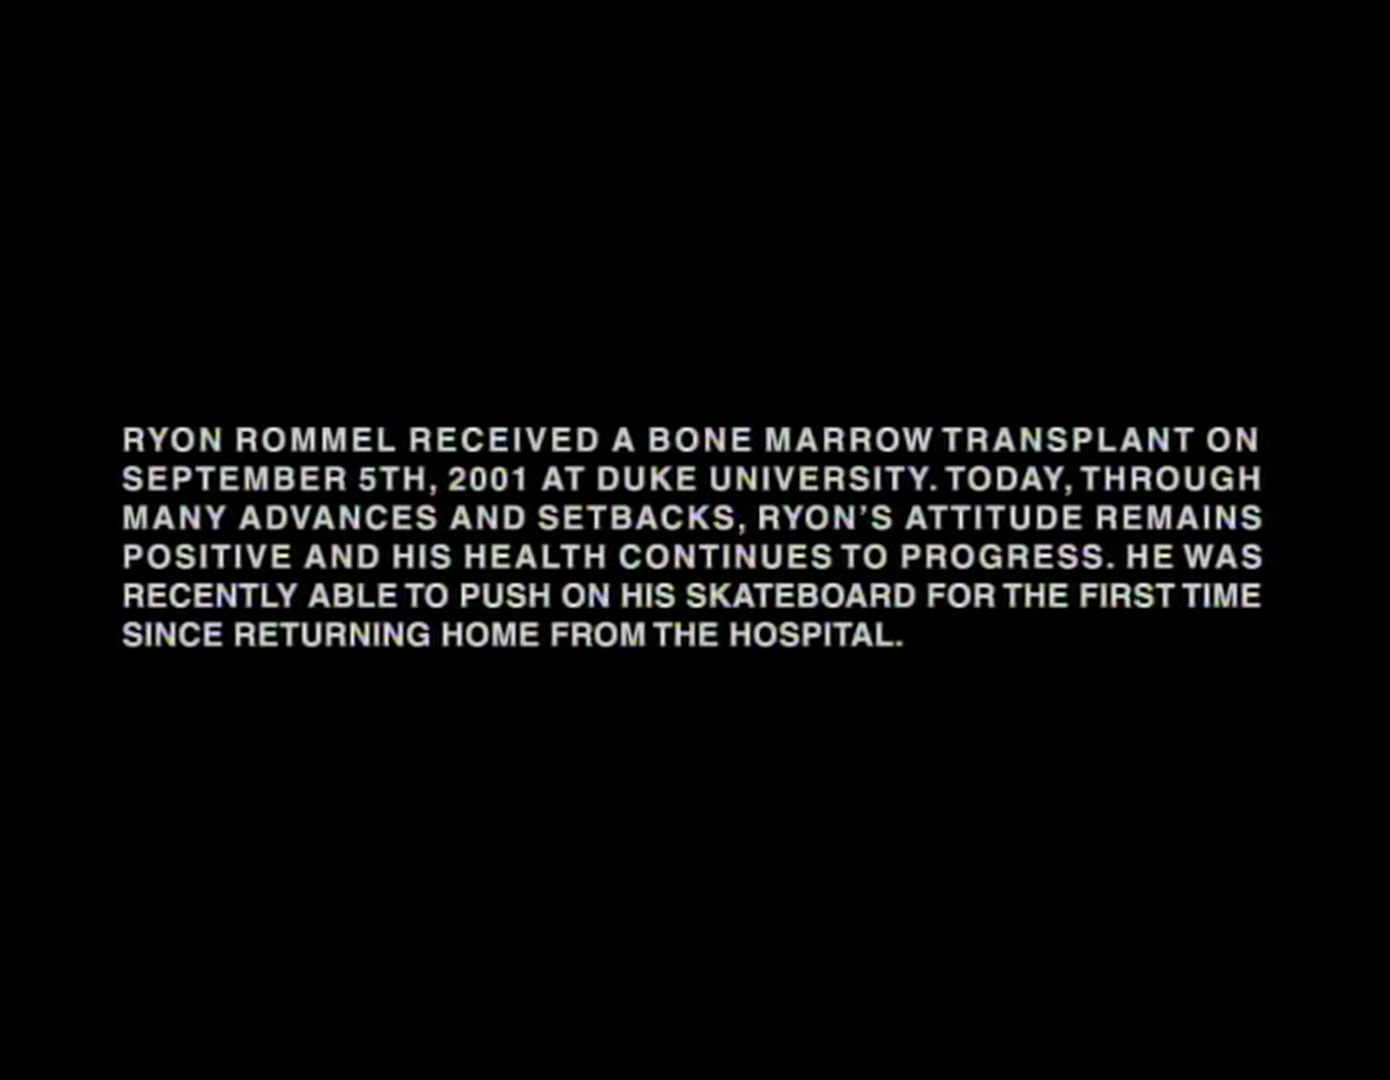 RYON ROMMEL RECEIVED A BONE MARROW TRANSPLANT ON
SEPTEMBER 5TH, 2001 AT DUKE UNIVERSITY. TODAY, THROUGH
MANY ADVANCES AND SETBACKS, RYON’S ATTITUDE REMAINS
POSITIVE AND HIS HEALTH CONTINUES TO PROGRESS. HE WAS
RECENTLY ABLE TO PUSH ON HIS SKATEBOARD FOR THE FIRST TIME
SINCE RETURNING HOME FROM THE HOSPITAL.